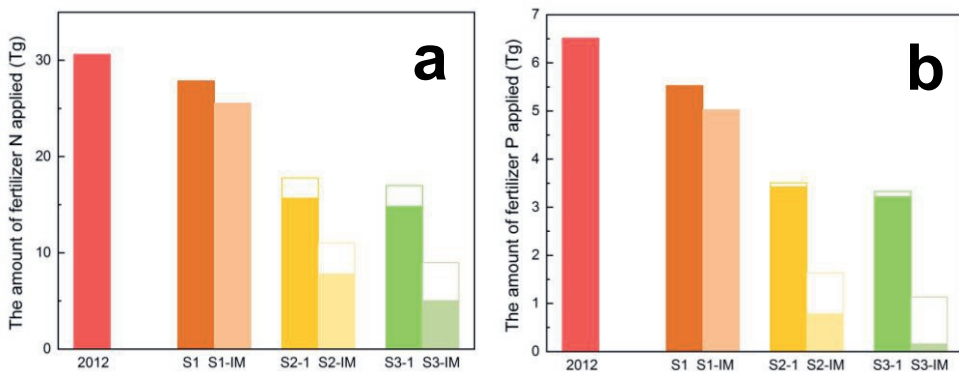 a
The amount of fertilizer N applied (Tg)
30
20
10
0
2012 S1 S1-IM S2-1 S2-IM S3-1 S3-IM
b
The amount of fertilizer P applied (Tg)
7
6
5
4
3
2
1
0
2012 S1 S1-IM S2-1 S2-IM S3-1 S3-IM